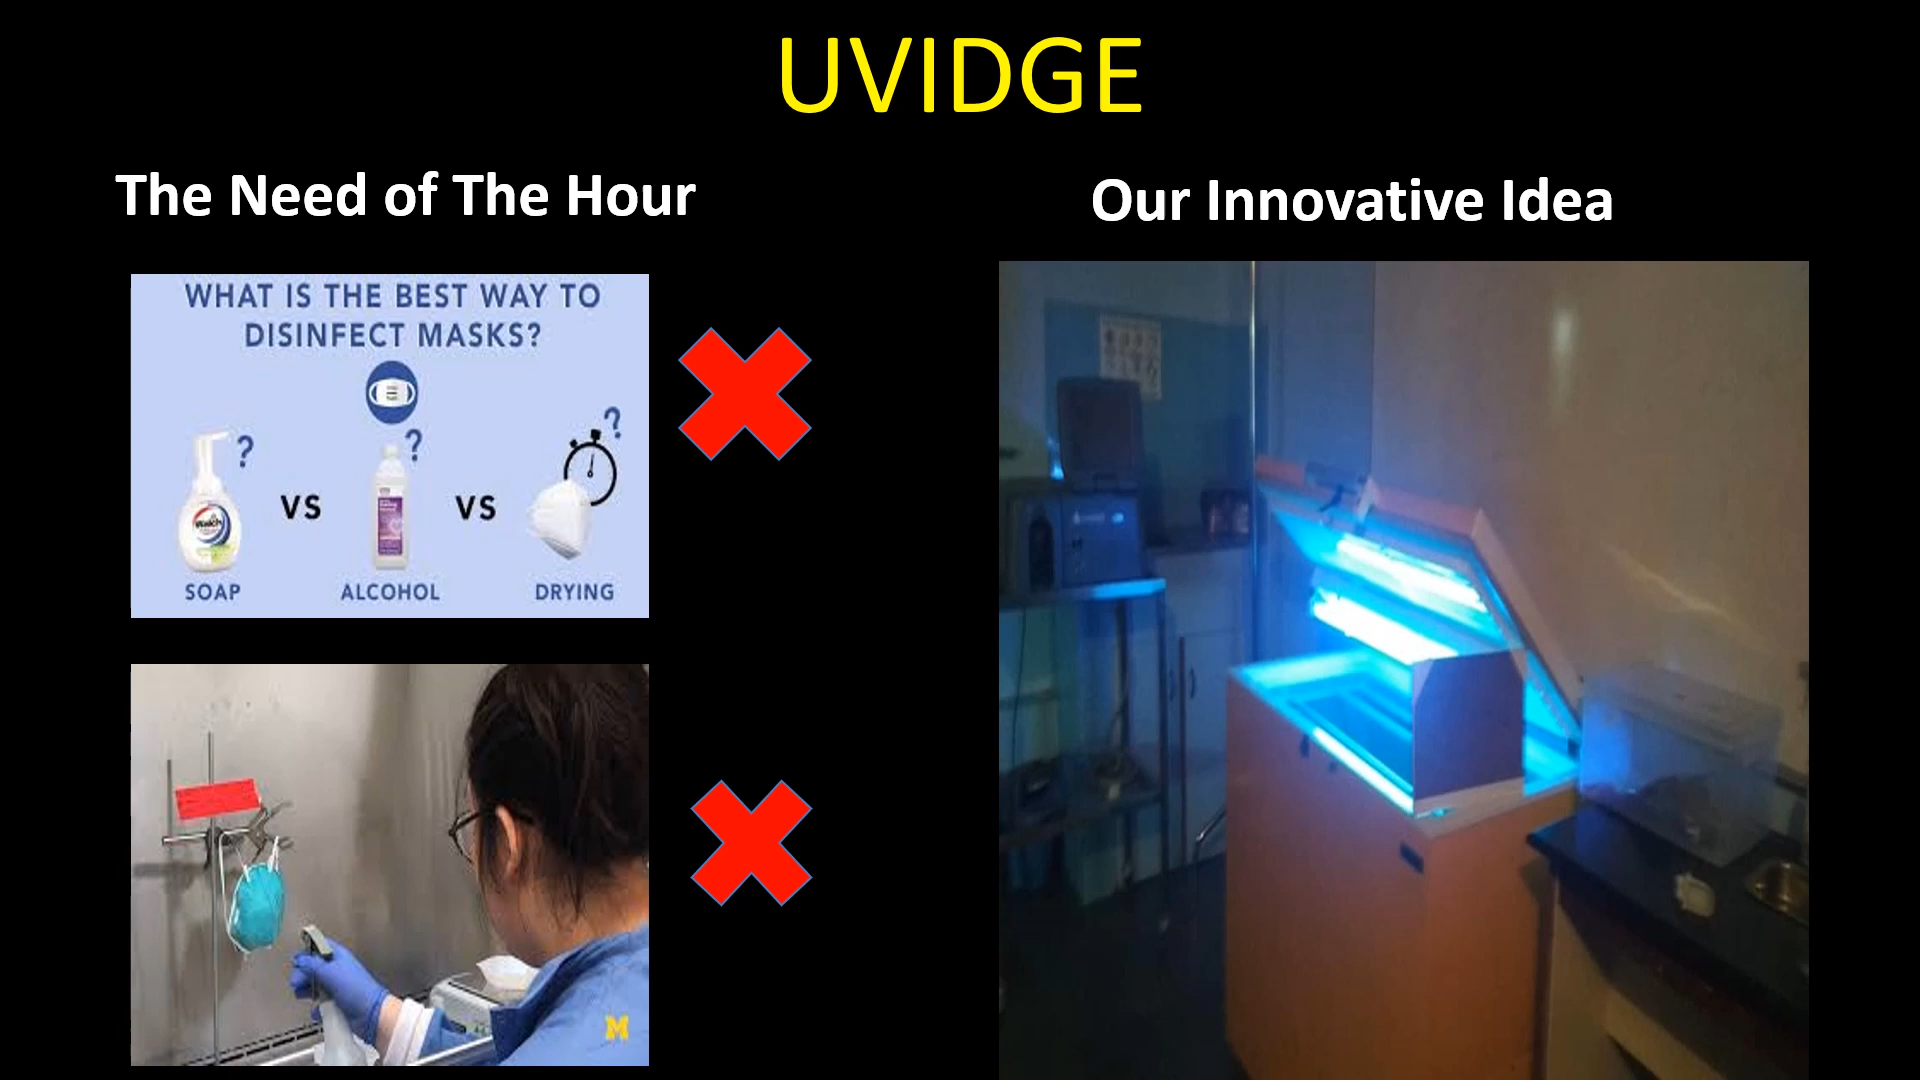 UVIDGE
The Need of The Hour
Our Innovative Idea
WHAT IS THE BEST WAY TO
DISINFECT MASKS?
?
?
?
Walch
VS
VS
SOAP
ALCOHOL
DRYING
M